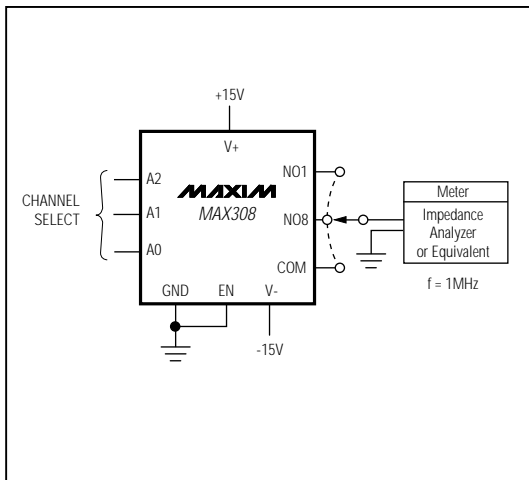 +15V
V+
CHANNEL
SELECT
A2
A1
A0
MAXIM
MAX308
NO1
NO8
COM
GND
EN
V-
-15V
Meter
Impedance
Analyzer
or Equivalent
f = 1MHz